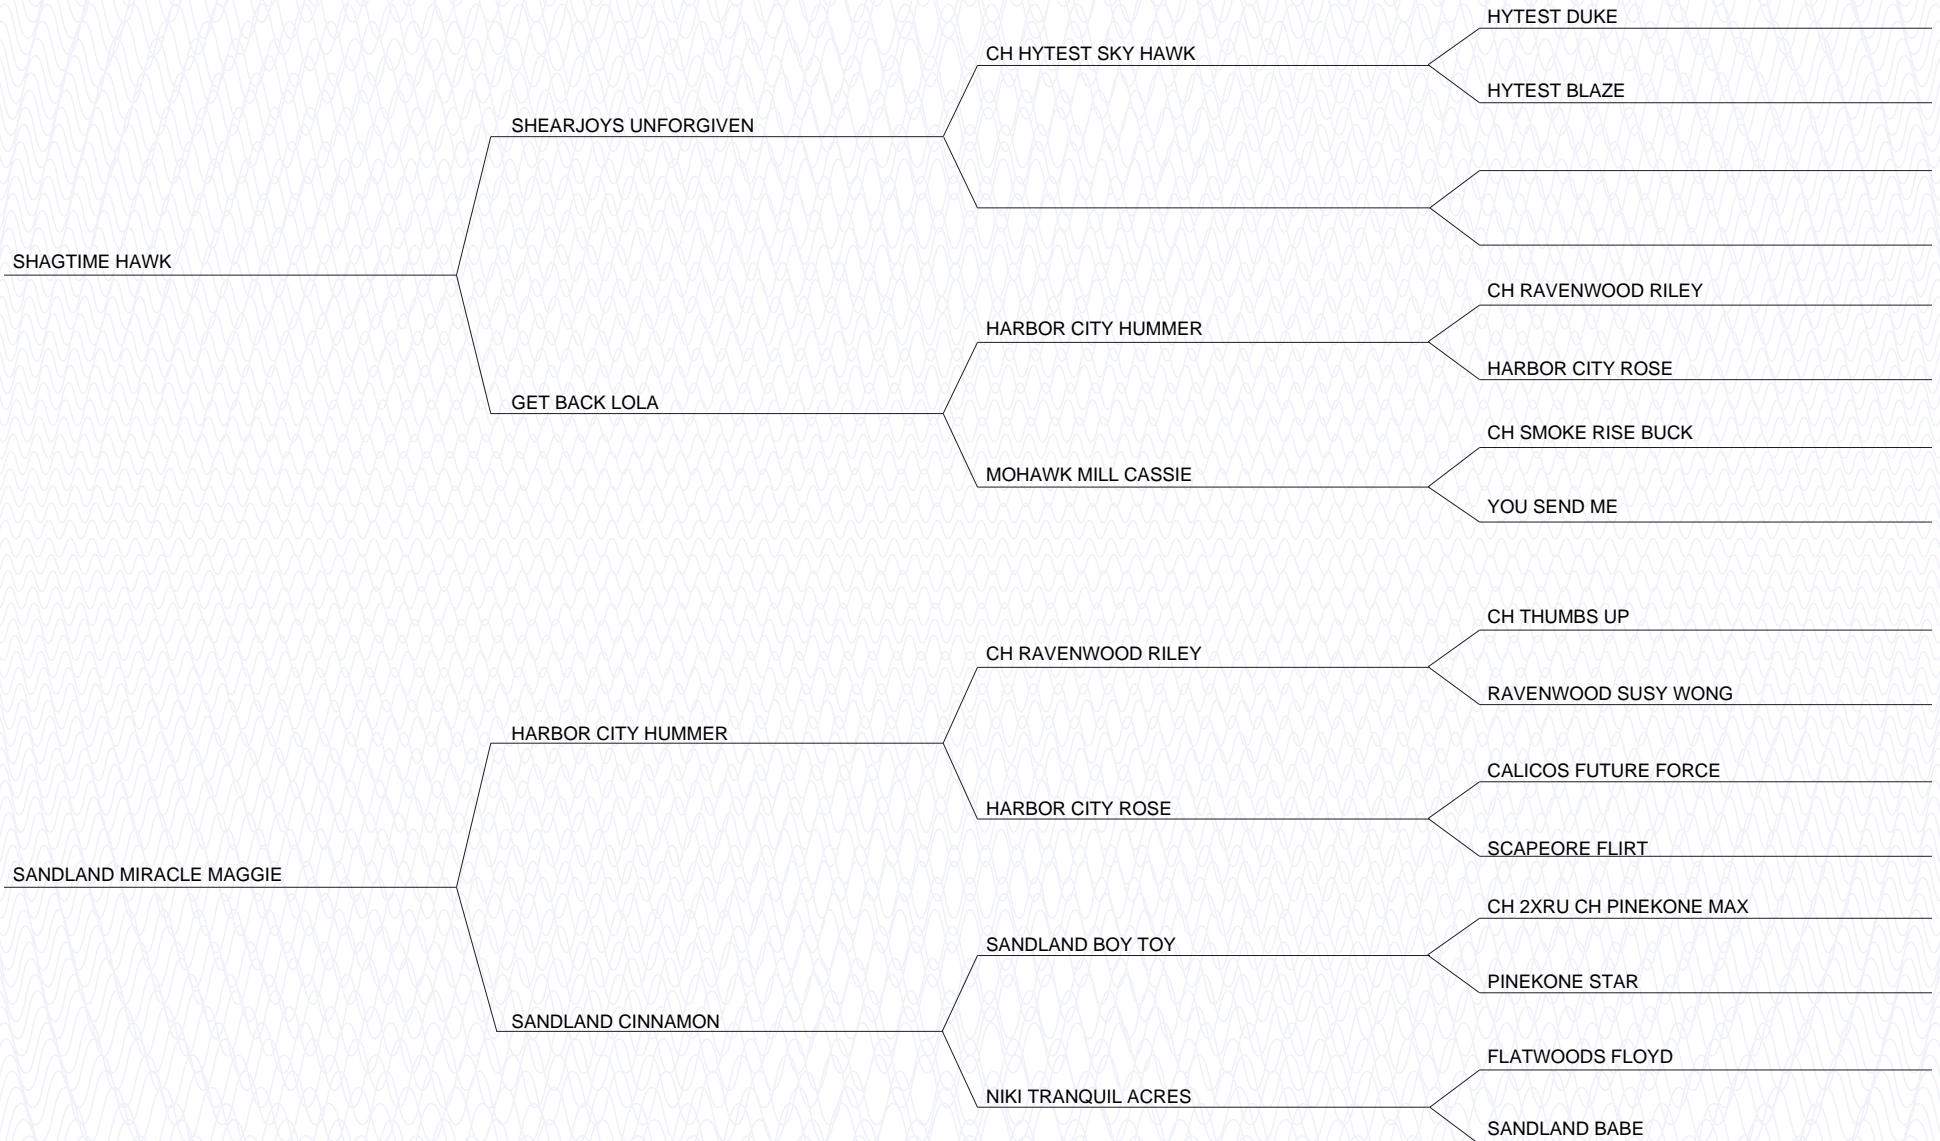 HYTEST DUKE
CH HYTEST SKY HAWK
HYTEST BLAZE
SHEARJOYS UNFORGIVEN
SHAGTIME HAWK
CH RAVENWOOD RILEY
HARBOR CITY HUMMER
HARBOR CITY ROSE
GET BACK LOLA
CH SMOKE RISE BUCK
MOHAWK MILL CASSIE
YOU SEND ME
CH THUMBS UP
CH RAVENWOOD RILEY
RAVENWOOD SUSY WONG
HARBOR CITY HUMMER
CALICOS FUTURE FORCE
HARBOR CITY ROSE
SCAPEORE FLIRT
SANDLAND MIRACLE MAGGIE
CH 2XRU CH PINEKONE MAX
SANDLAND BOY TOY
PINEKONE STAR
SANDLAND CINNAMON
FLATWOODS FLOYD
NIKI TRANQUIL ACRES
SANDLAND BABE